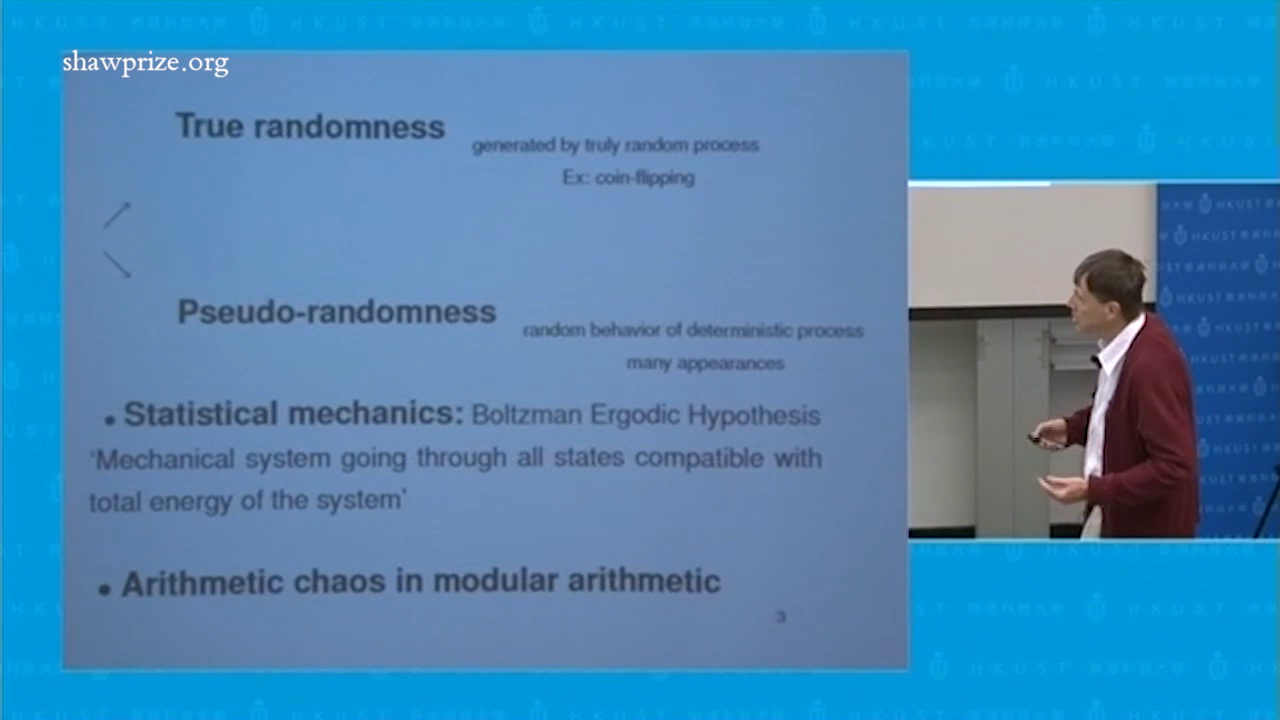 shawprize.org
True randomness
generated by truly random process
Ex: coin-flipping
Pseudo-randomness
random behavior of deterministic process
many appearances
• Statistical mechanics: Boltzman Ergodic Hypothesis
‘Mechanical system going through all states compatible with
total energy of the system’
• Arithmetic chaos in modular arithmetic
3
HKUST